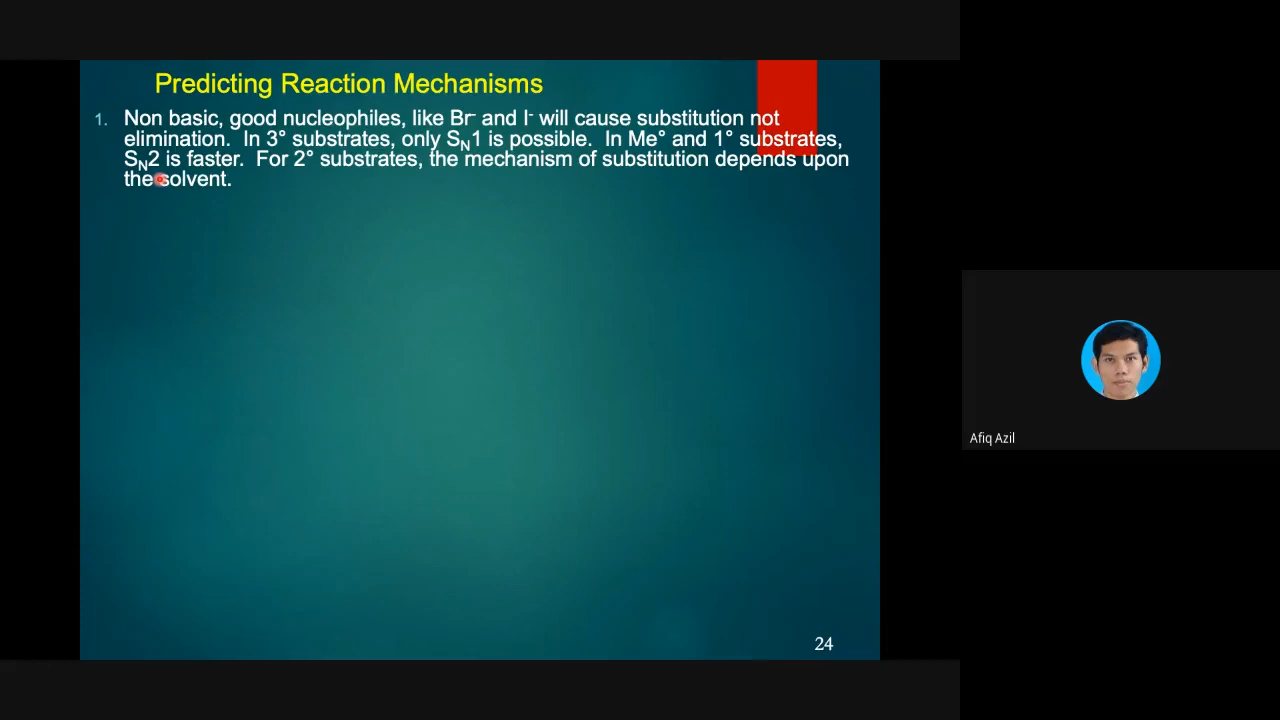 Predicting Reaction Mechanisms
1. Non basic, good nucleophiles, like Br⁻ and I⁻ will cause substitution not
elimination. In 3° substrates, only SN1 is possible. In Me° and 1° substrates,
SN2 is faster. For 2° substrates, the mechanism of substitution depends upon
the solvent.
Afiq Azil
24